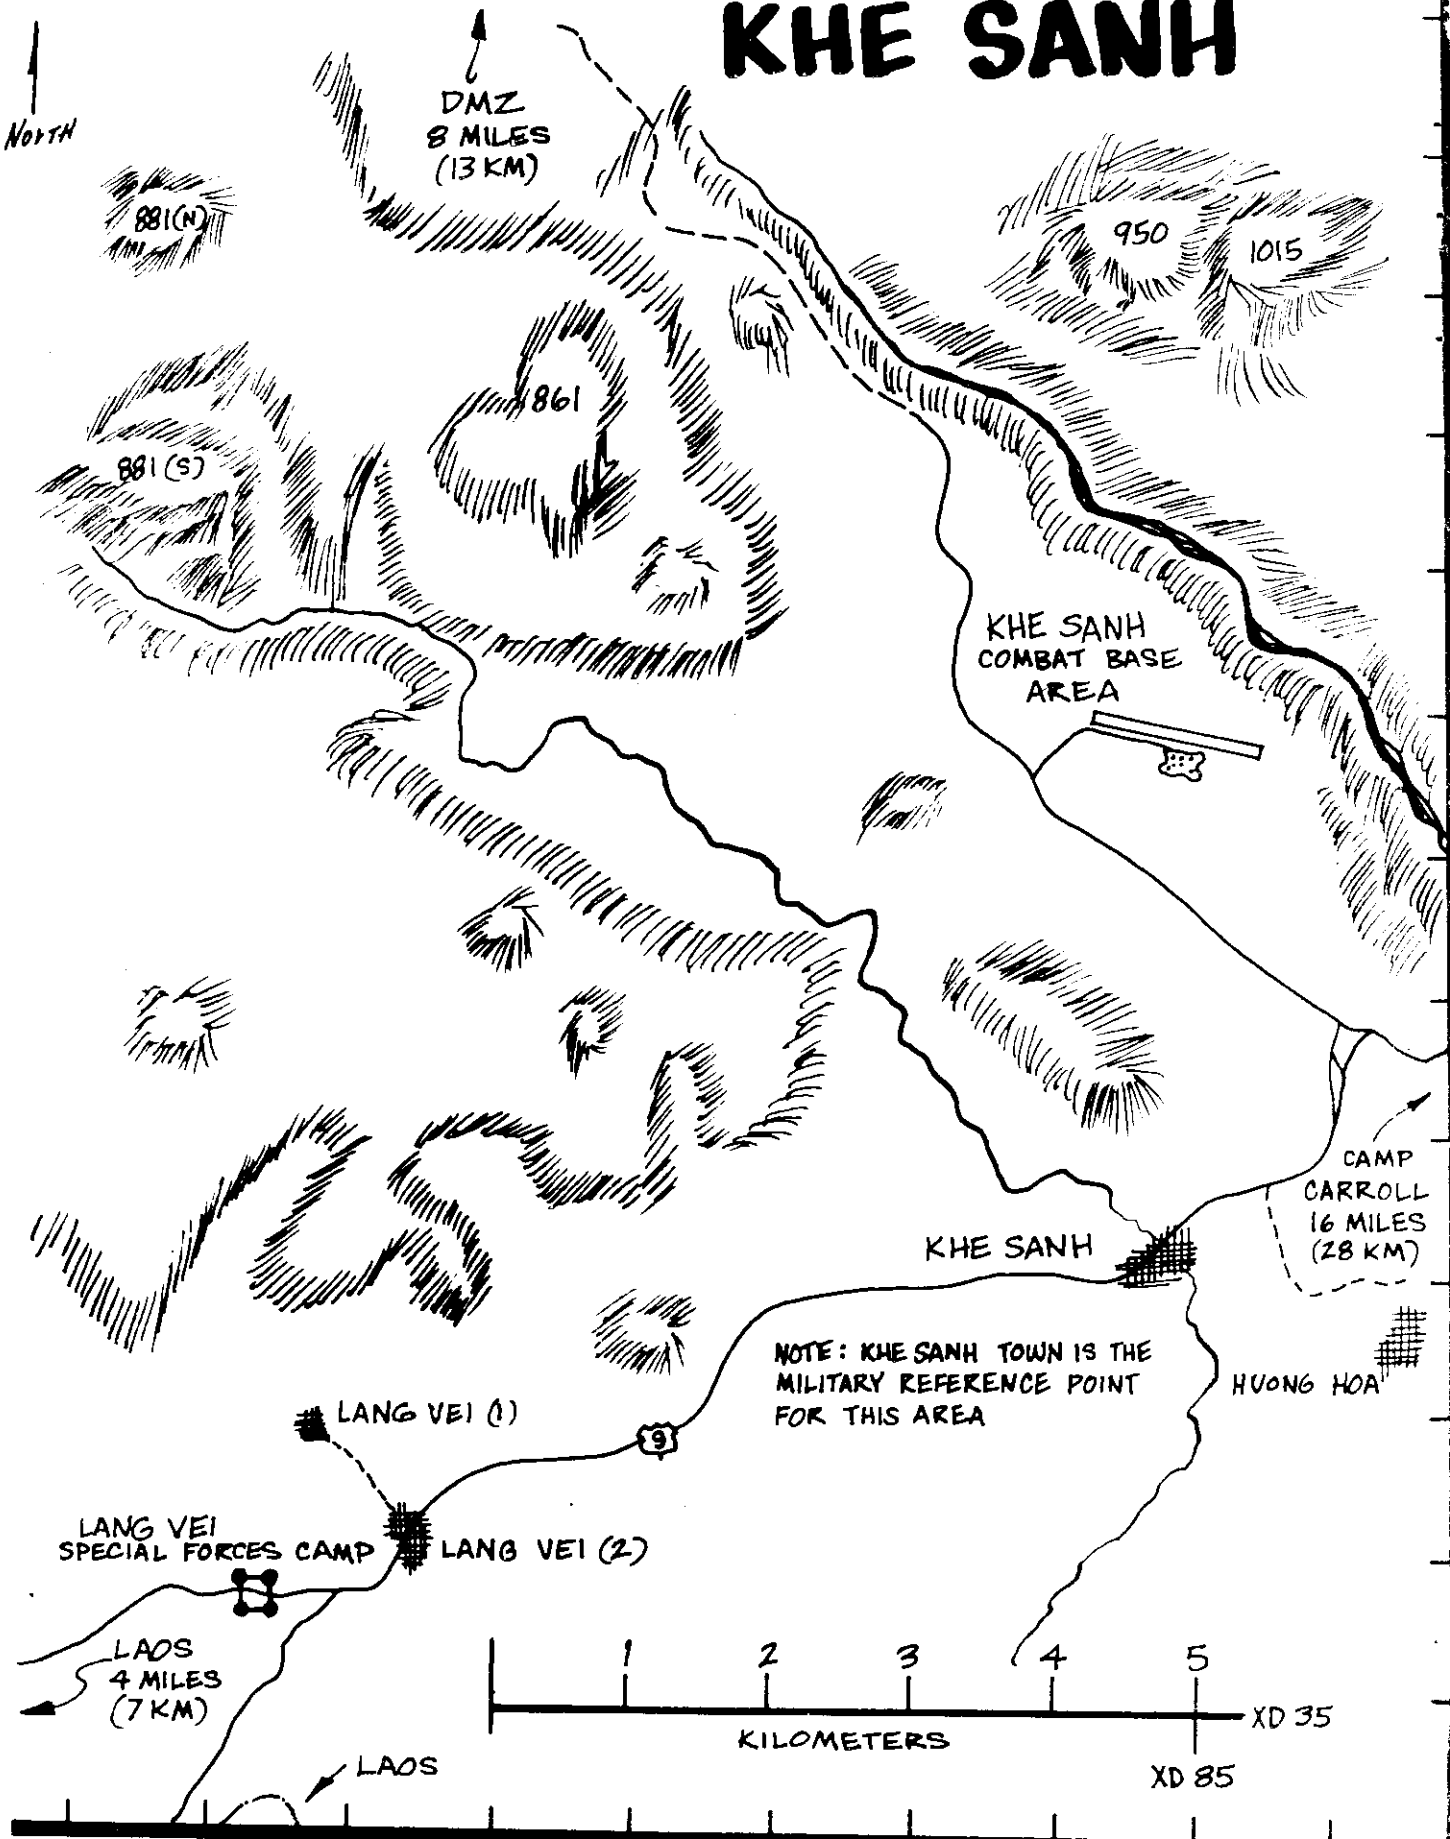 KHE SANH
NORTH
DMZ
8 MILES
(13 KM)
881(N)
950
1015
861
881(S)
KHE SANH
COMBAT BASE
AREA
CAMP
CARROLL
16 MILES
(28 KM)
KHE SANH
NOTE: KHE SANH TOWN IS THE
MILITARY REFERENCE POINT
FOR THIS AREA
HUONG HOA
LANG VEI (1)
9
LANG VEI
SPECIAL FORCES CAMP
LANG VEI (2)
LAOS
4 MILES
(7 KM)
1 2 3 4 5
XD 35
KILOMETERS
XD 85
LAOS